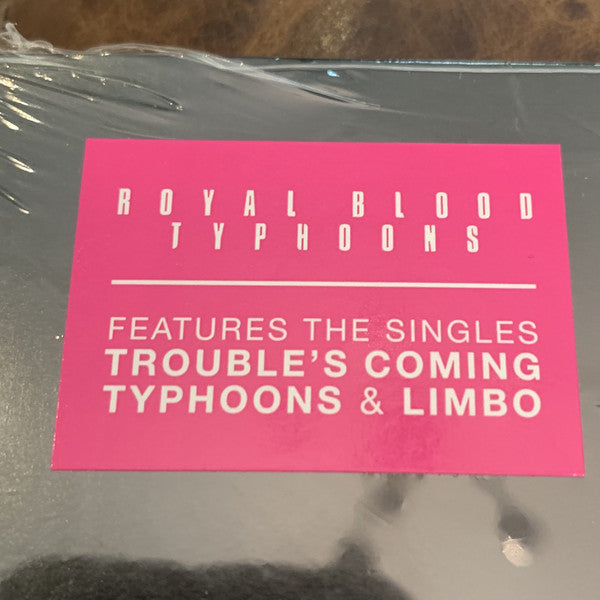 ROYAL BLOOD
TYPHOONS
FEATURES THE SINGLES
TROUBLE'S COMING
TYPHOONS & LIMBO